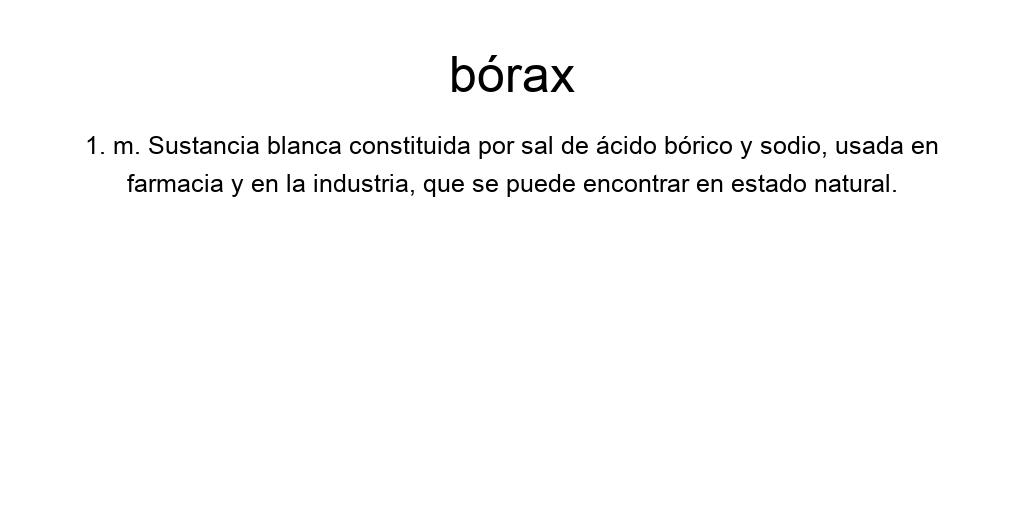 bórax
1. m. Sustancia blanca constituida por sal de ácido bórico y sodio, usada en
farmacia y en la industria, que se puede encontrar en estado natural.